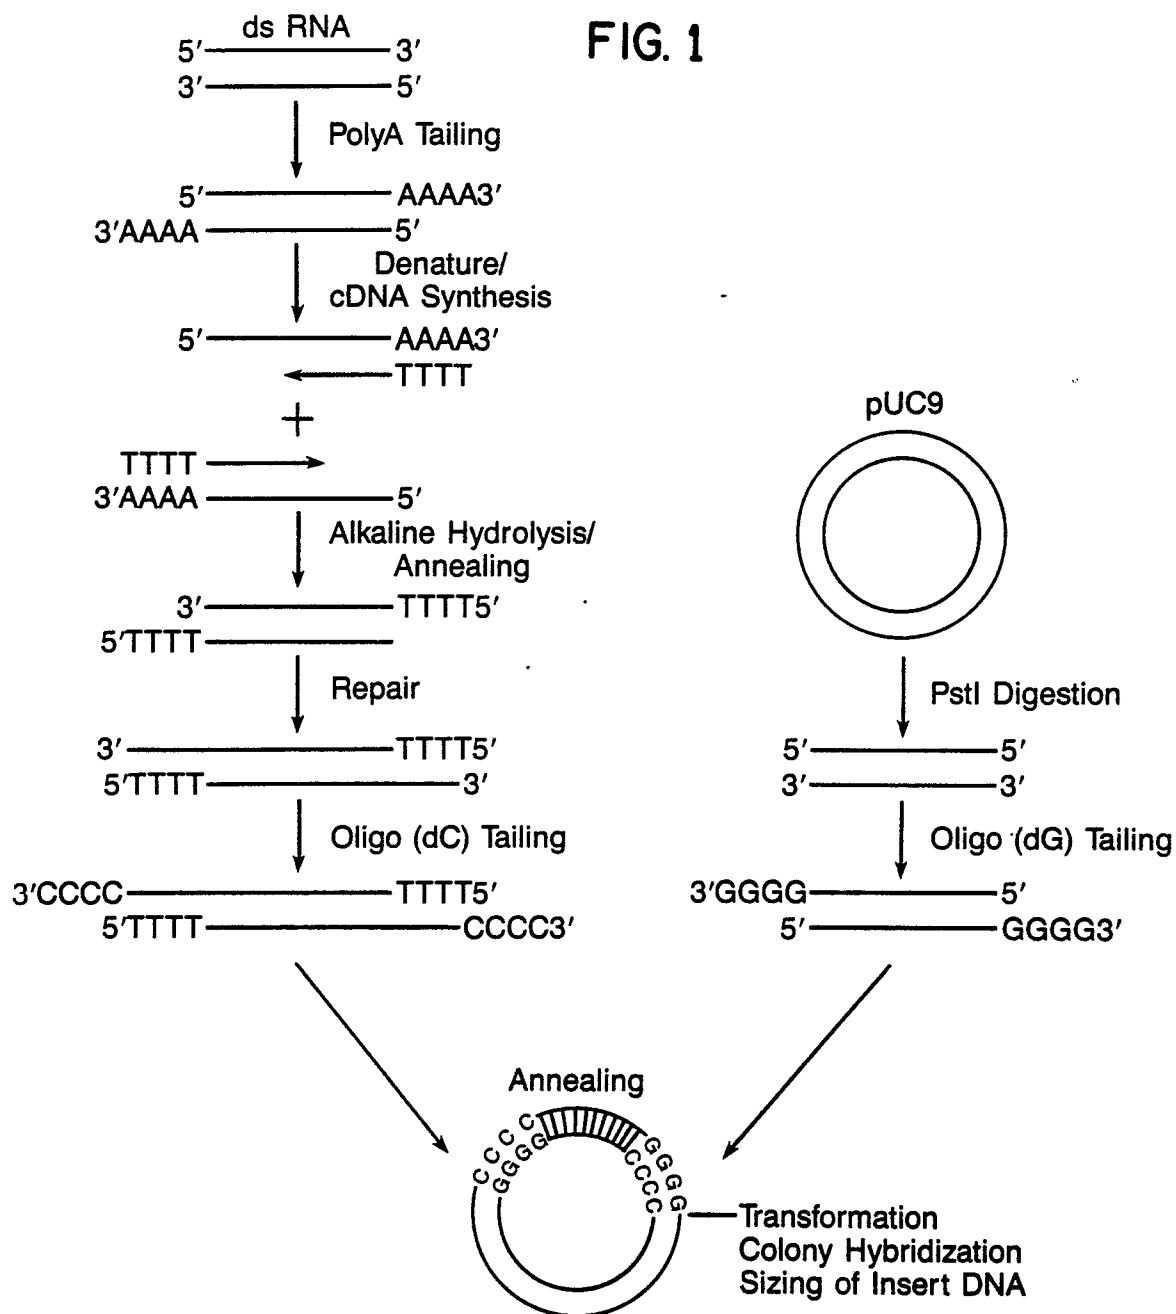 FIG. 1
ds RNA
5′ 3′
3′ 5′
PolyA Tailing
5′ AAAA3′
3′AAAA 5′
Denature/
cDNA Synthesis
5′ AAAA3′
TTTT
+
TTTT
3′AAAA 5′
Alkaline Hydrolysis/
Annealing
3′ TTTT5′
5′TTTT
Repair
3′ TTTT5′
5′TTTT 3′
Oligo (dC) Tailing
3′CCCC TTTT5′
5′TTTT CCCC3′
pUC9
PstI Digestion
5′ 5′
3′ 3′
Oligo (dG) Tailing
3′GGGG 5′
5′ GGGG3′
Annealing
CCCC GGGG
GGGG CCCC
Transformation
Colony Hybridization
Sizing of Insert DNA